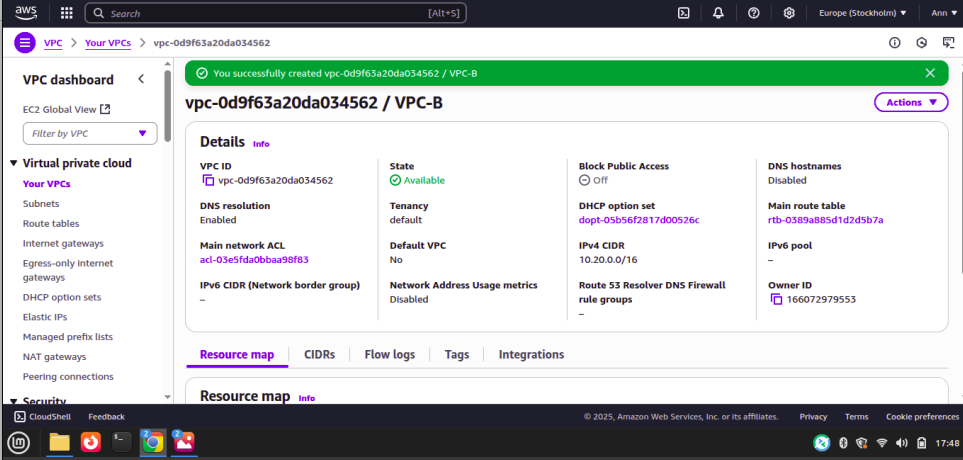 aws
Search
[Alt+S]
Europe (Stockholm) ▼
Ann ▼
VPC > Your VPCs > vpc-0d9f63a20da034562
VPC dashboard
EC2 Global View
Filter by VPC
Virtual private cloud
Your VPCs
Subnets
Route tables
Internet gateways
Egress-only internet
gateways
DHCP option sets
Elastic IPs
Managed prefix lists
NAT gateways
Peering connections
Security
You successfully created vpc-0d9f63a20da034562 / VPC-B
vpc-0d9f63a20da034562 / VPC-B
Actions ▼
Details Info
VPC ID
vpc-0d9f63a20da034562
State
Available
Block Public Access
Off
DNS hostnames
Disabled
DNS resolution
Enabled
Tenancy
default
DHCP option set
dopt-05b56f2817d00526c
Main route table
rtb-0389a885d1d2d5b7a
Main network ACL
acl-03e5fda0bbaa98f83
Default VPC
No
IPv4 CIDR
10.20.0.0/16
IPv6 pool
–
IPv6 CIDR (Network border group)
–
Network Address Usage metrics
Disabled
Route 53 Resolver DNS Firewall
rule groups
–
Owner ID
166072979553
Resource map
CIDRs
Flow logs
Tags
Integrations
Resource map Info
CloudShell
Feedback
© 2025, Amazon Web Services, Inc. or its affiliates.
Privacy
Terms
Cookie preferences
2
2
17:48